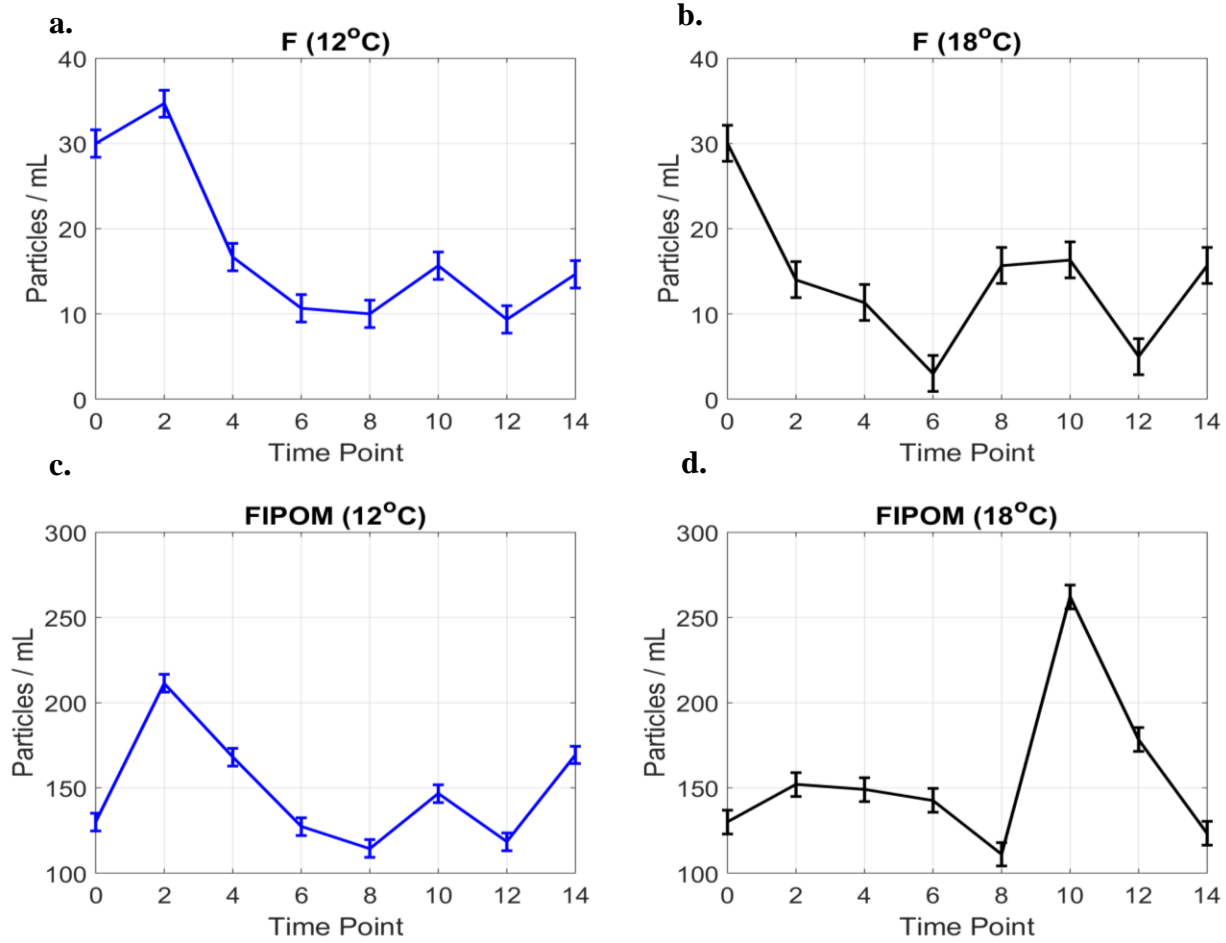 a.
F (12°C)
40
30
20
10
0
Particles / mL
0 2 4 6 8 10 12 14
Time Point
b.
F (18°C)
40
30
20
10
0
Particles / mL
0 2 4 6 8 10 12 14
Time Point
c.
FIPOM (12°C)
300
250
200
150
100
Particles / mL
0 2 4 6 8 10 12 14
Time Point
d.
FIPOM (18°C)
300
250
200
150
100
Particles / mL
0 2 4 6 8 10 12 14
Time Point